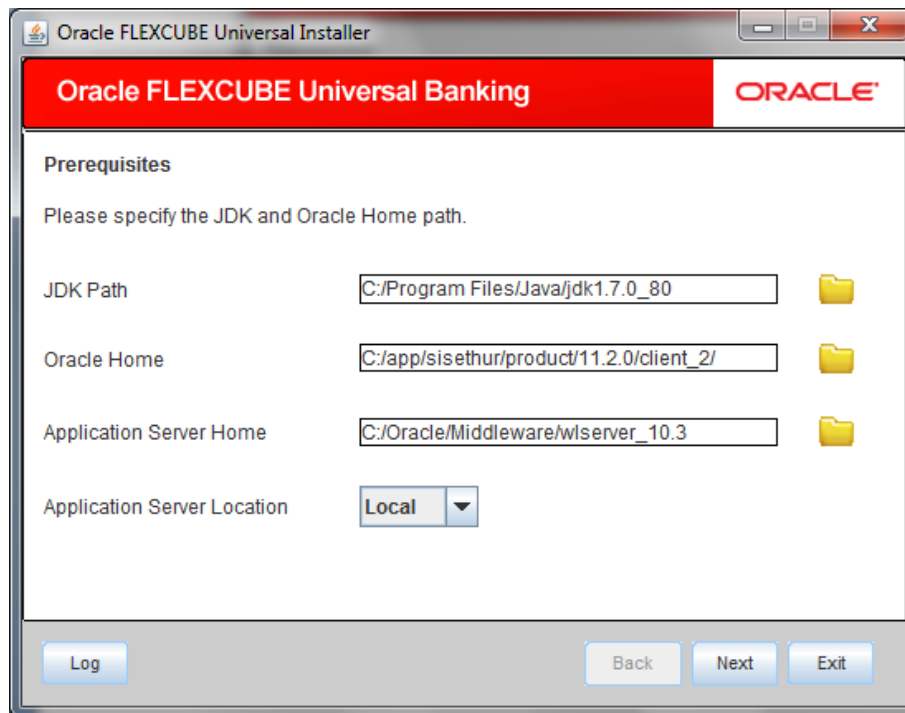 Oracle FLEXCUBE Universal Installer
Oracle FLEXCUBE Universal Banking
ORACLE
Prerequisites
Please specify the JDK and Oracle Home path.
JDK Path C:/Program Files/Java/jdk1.7.0_80
Oracle Home C:/app/sisethur/product/11.2.0/client_2/
Application Server Home C:/Oracle/Middleware/wlserver_10.3
Application Server Location Local
Log Back Next Exit